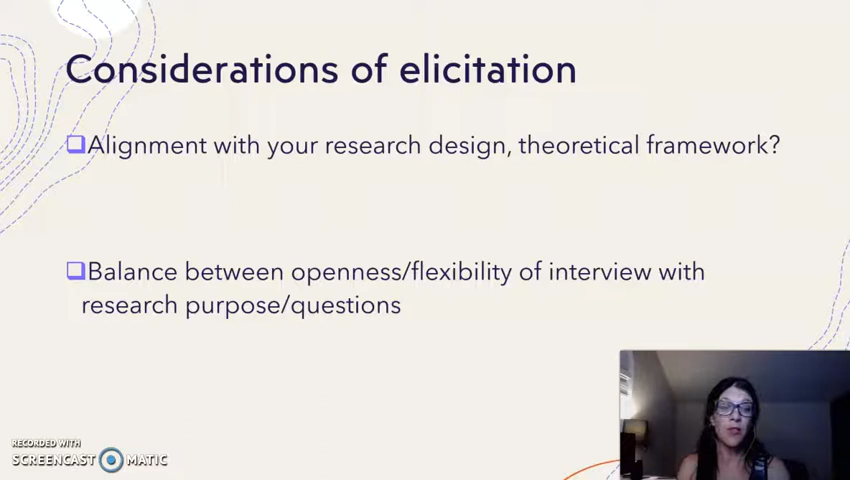 Considerations of elicitation
Alignment with your research design, theoretical framework?
Balance between openness/flexibility of interview with
research purpose/questions
RECORDED WITH
SCREENCAST MATIC